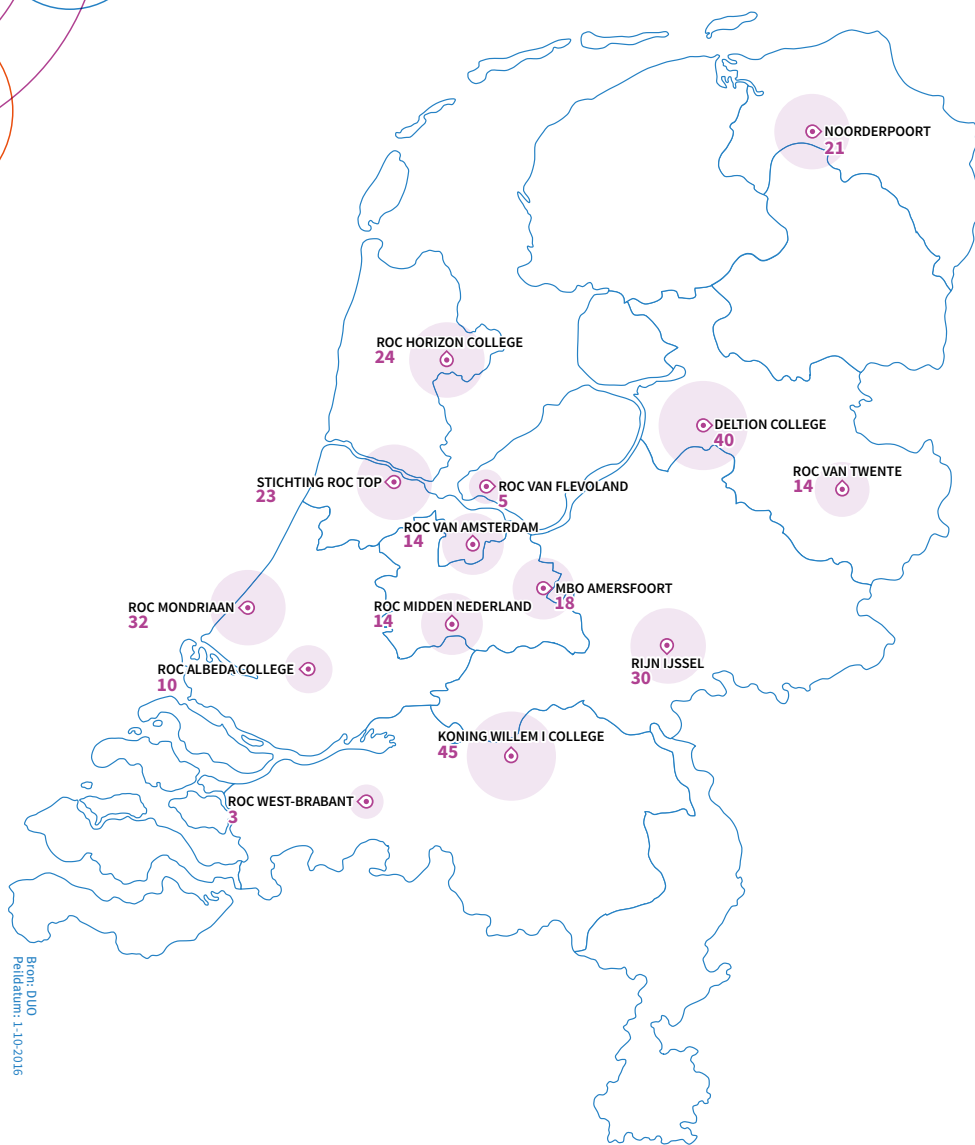 NOORDERPOORT
21
ROC HORIZON COLLEGE
24
DELTION COLLEGE
40
ROC VAN TWENTE
14
STICHTING ROC TOP
23
ROC VAN FLEVOLAND
5
ROC VAN AMSTERDAM
14
MBO AMERSFOORT
18
ROC MONDRIAAN
32
ROC MIDDEN NEDERLAND
14
RIJN IJSSEL
30
ROC ALBEDA COLLEGE
10
KONING WILLEM I COLLEGE
45
ROC WEST-BRABANT
3
Bron: DUO
Peildatum: 1-10-2016